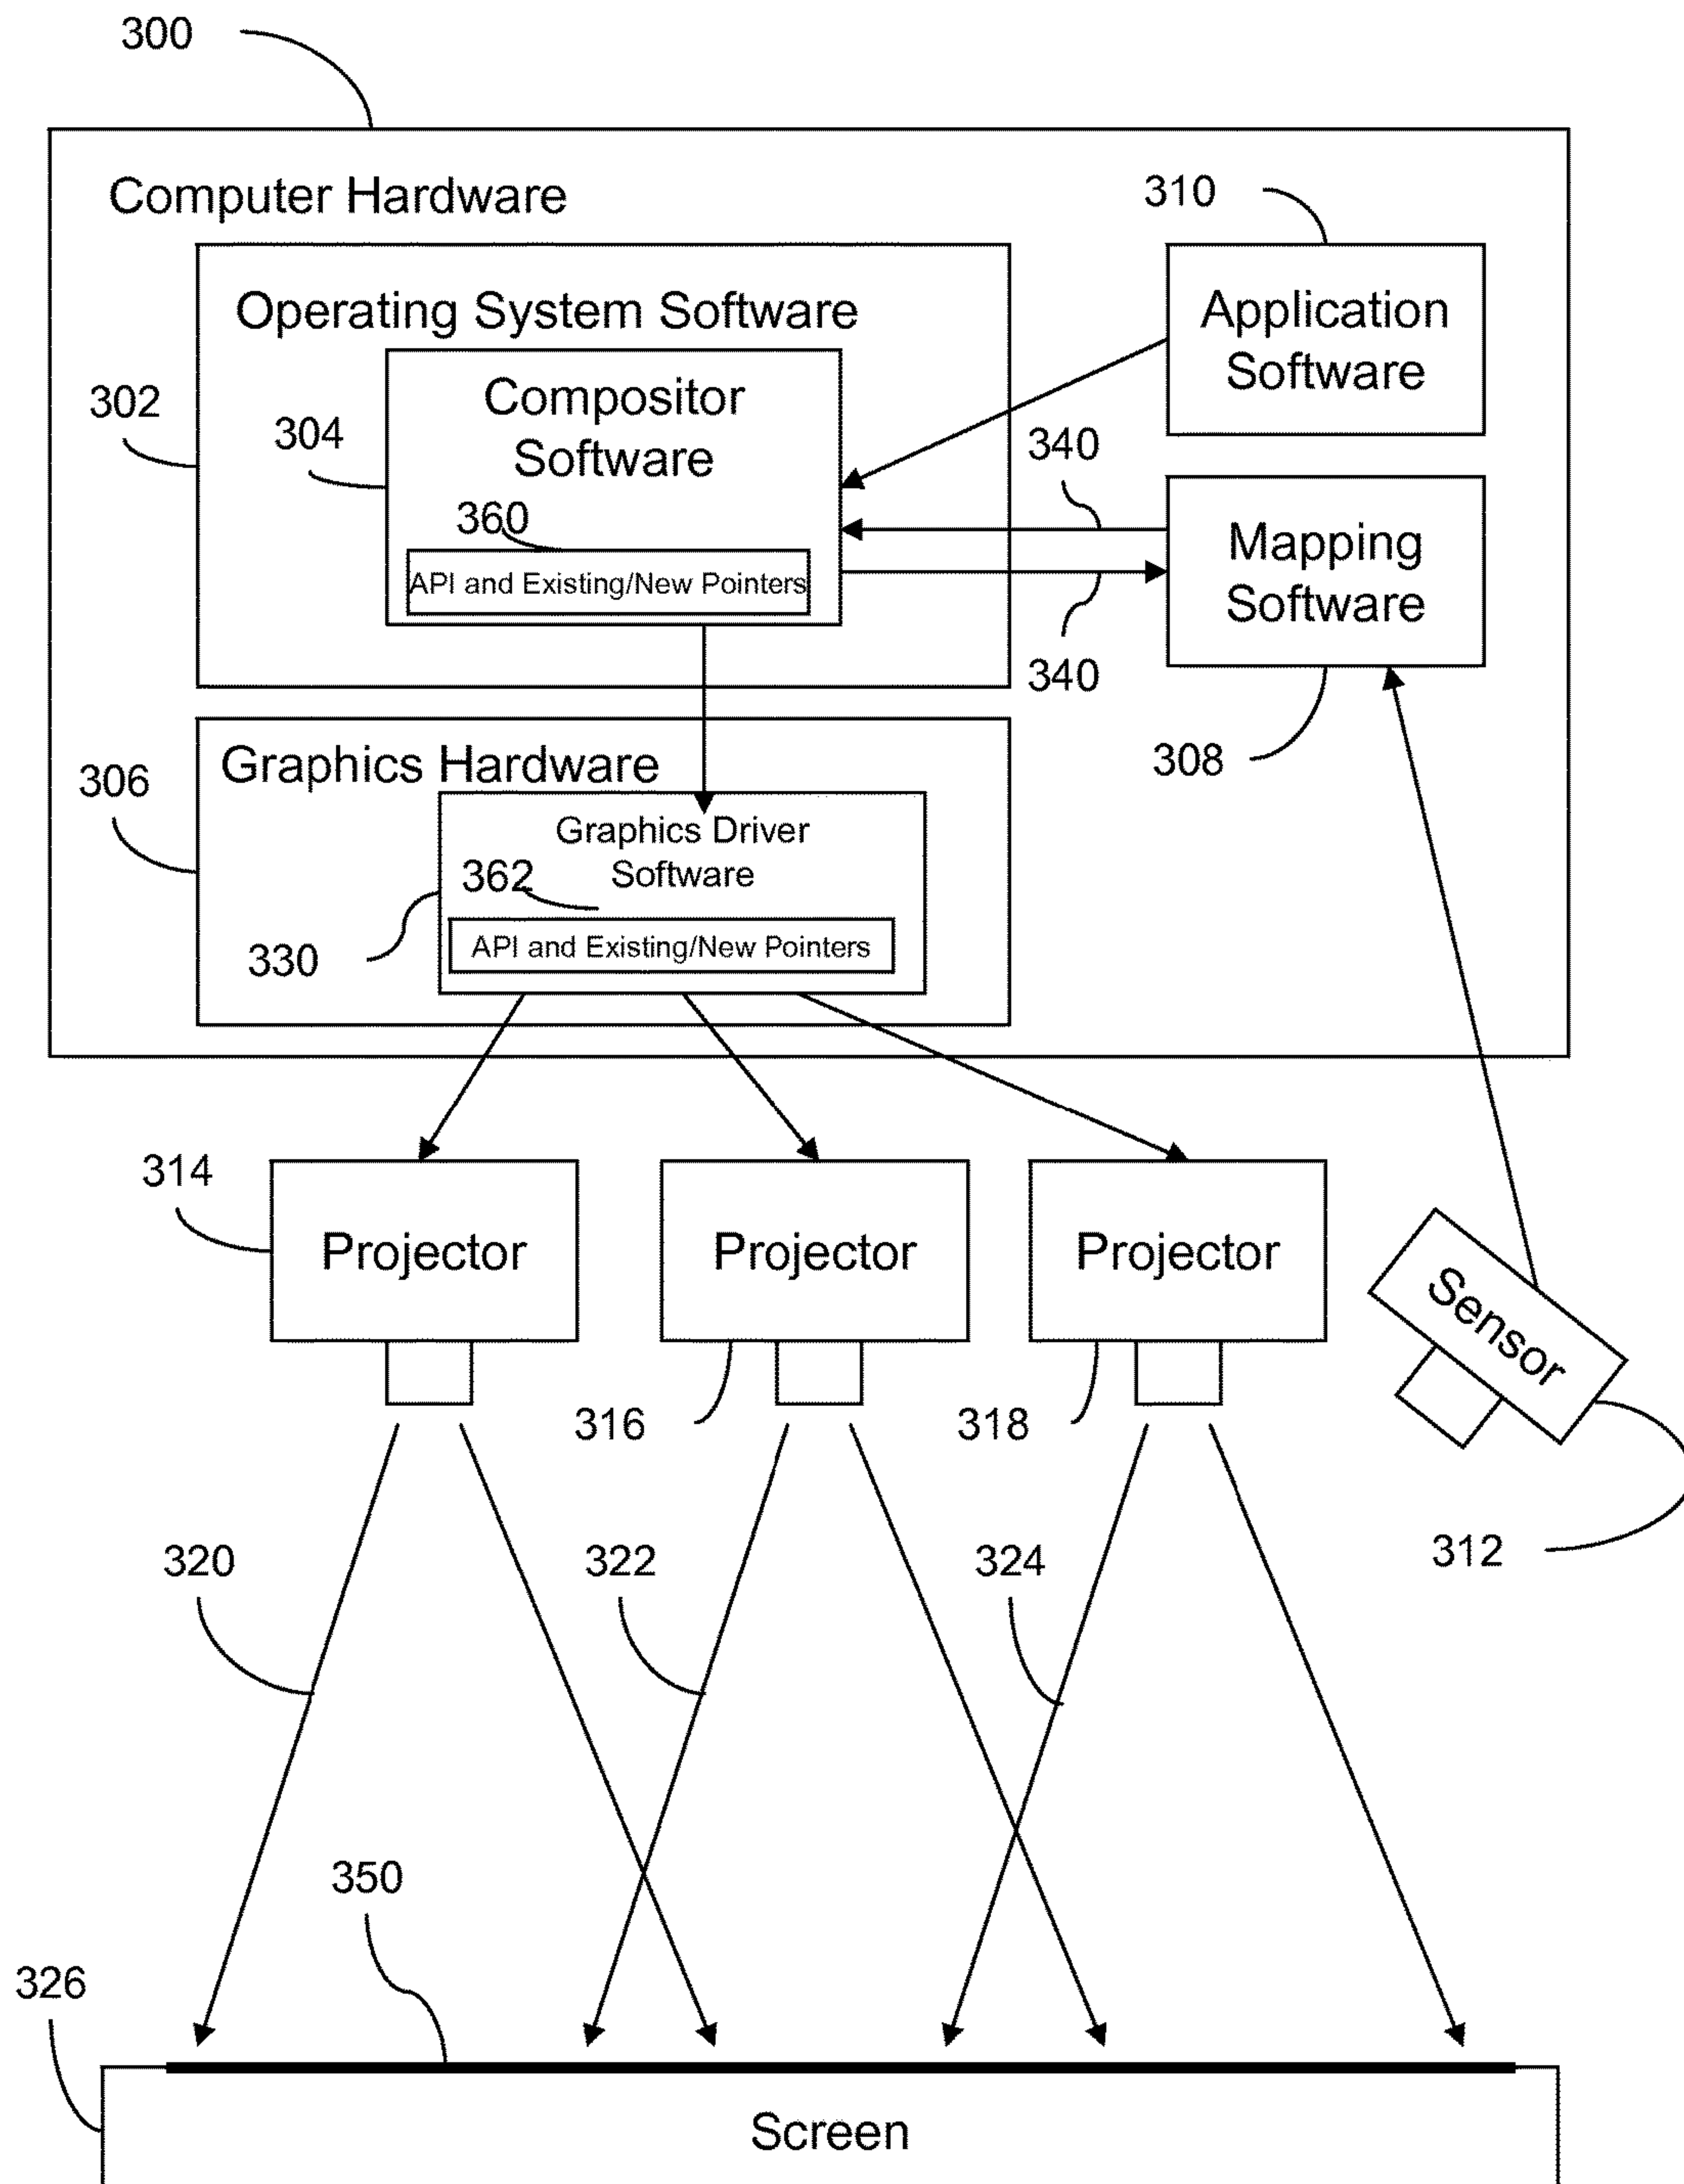 300
Computer Hardware
310
Operating System Software
Application
Software
302
304
Compositor
Software
340
360
API and Existing/New Pointers
Mapping
Software
340
308
306
Graphics Hardware
Graphics Driver
Software
362
330
API and Existing/New Pointers
314
Projector
Projector
Projector
Sensor
316
318
312
320
322
324
350
326
Screen